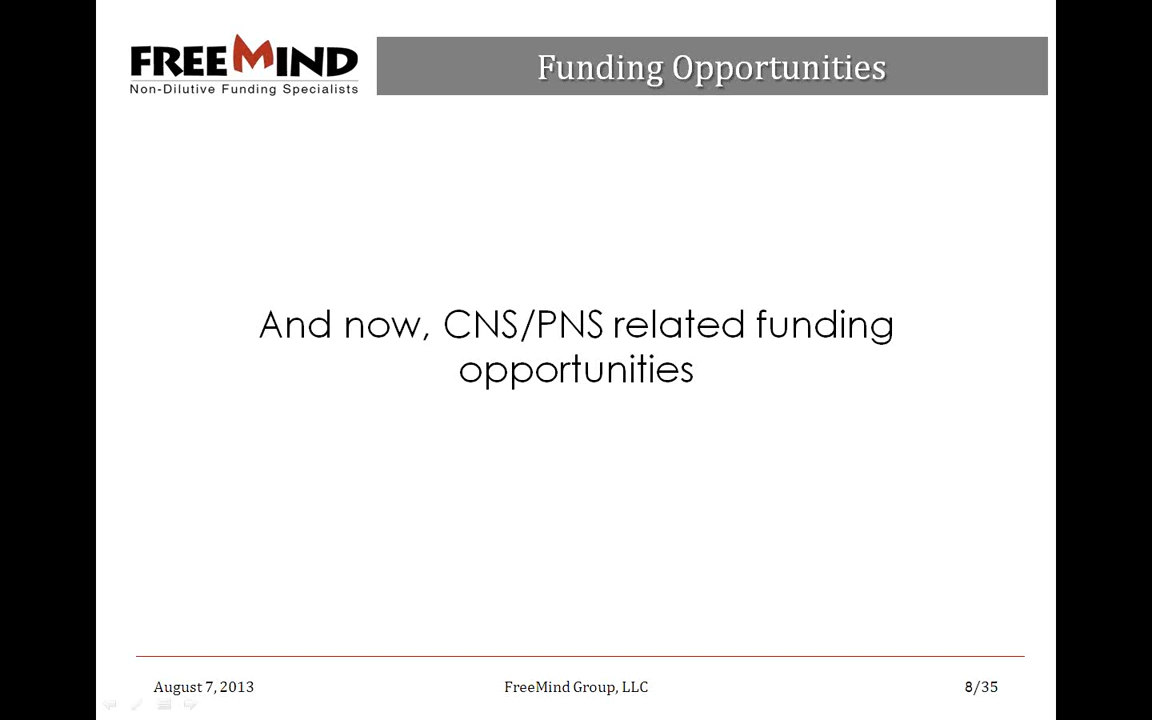 FREEMIND
Non-Dilutive Funding Specialists
Funding Opportunities
And now, CNS/PNS related funding
opportunities
August 7, 2013
FreeMind Group, LLC
8/35